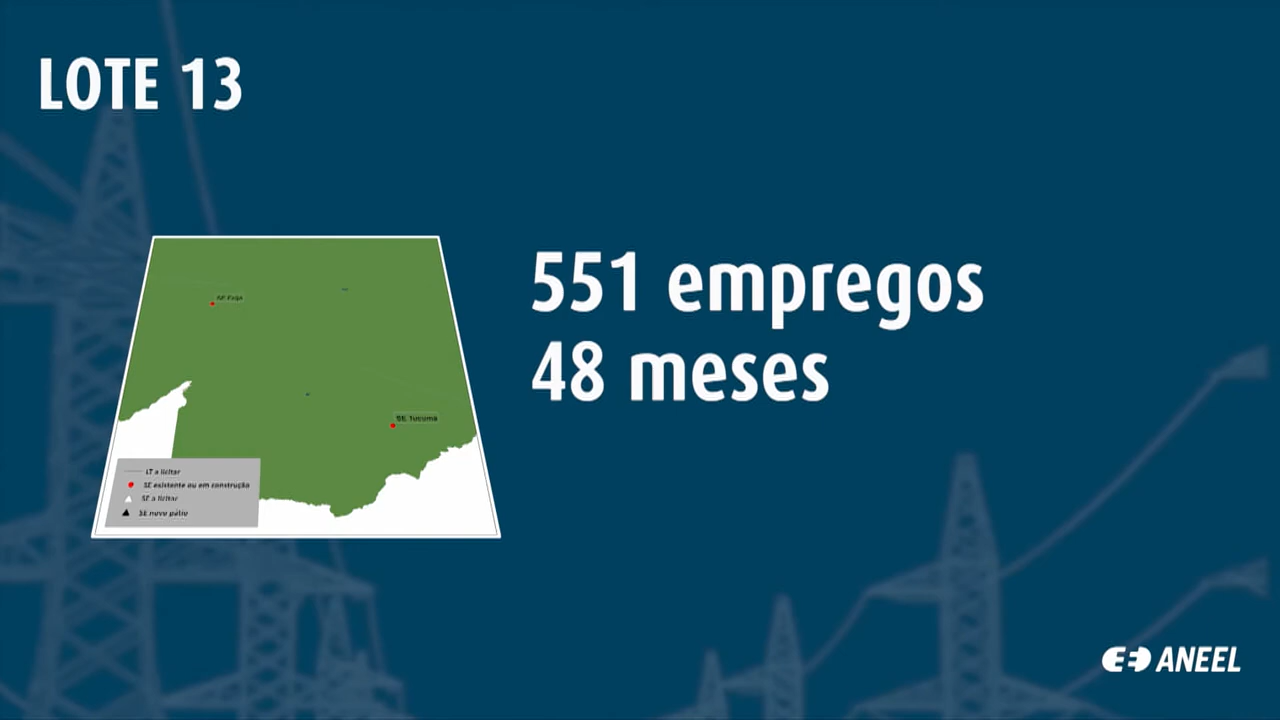 LOTE 13
551 empregos
48 meses
SE Tucumã
LT a licitar
SE existente ou em construção
SE a licitar
SE novo pátio
ANEEL